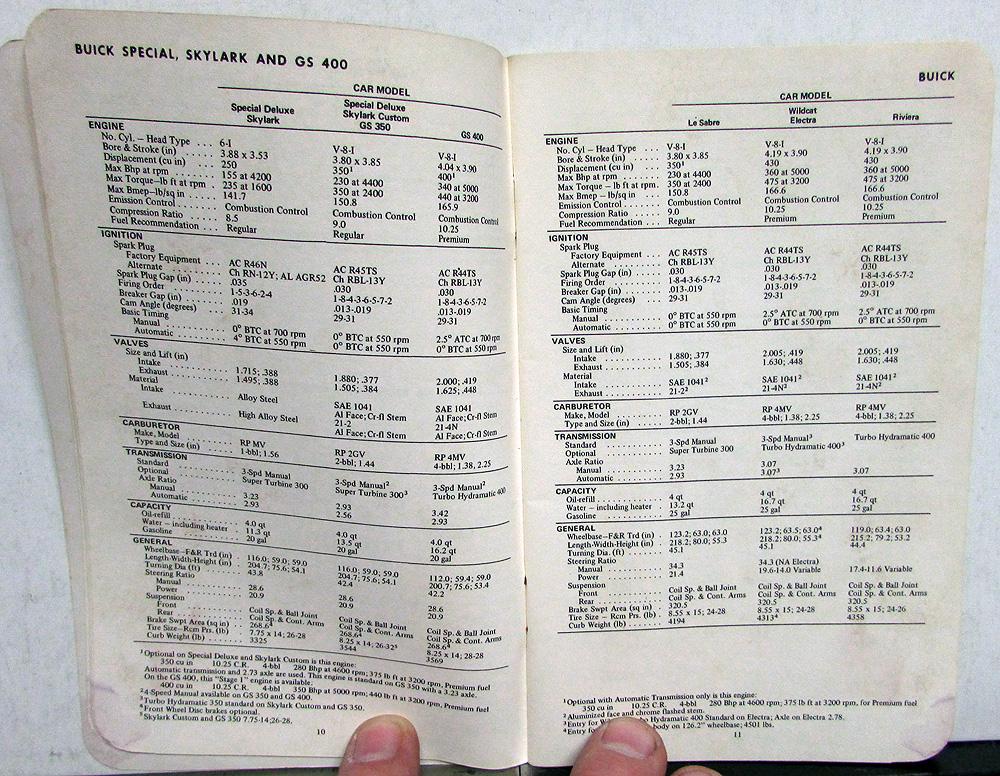 BUICK SPECIAL, SKYLARK AND GS 400
CAR MODEL
Special Deluxe Skylark | Special Deluxe Skylark Custom GS 350 | GS 400
ENGINE
No. Cyl. – Head Type . . . 6-I | V-8-I | V-8-I
Bore & Stroke (in) . . . . . 3.88 x 3.53 | 3.80 x 3.85 | 4.04 x 3.90
Displacement (cu in) . . . . 250 | 350¹ | 400¹
Max Bhp at rpm . . . . . . 155 at 4200 | 230 at 4400 | 340 at 5000
Max Torque – lb ft at rpm . 235 at 1600 | 350 at 2400 | 440 at 3200
Max Bmep–lb/sq in . . . . . 141.7 | 150.8 | 165.9
Emission Control . . . . . . Combustion Control | Combustion Control | Combustion Control
Compression Ratio . . . . . 8.5 | 9.0 | 10.25
Fuel Recommendation . . . . Regular | Regular | Premium
IGNITION
Spark Plug
Factory Equipment . . . . AC R46N | AC R45TS | AC R44TS
Alternate . . . . . . . . Ch RN-12Y; AL AGR52 | Ch RBL-13Y | Ch RBL-13Y
Spark Plug Gap (in) . . . . .035 | .030 | .030
Firing Order . . . . . . . 1-5-3-6-2-4 | 1-8-4-3-6-5-7-2 | 1-8-4-3-6-5-7-2
Breaker Gap (in) . . . . . .019 | .013-.019 | .013-.019
Cam Angle (degrees) . . . . 31-34 | 29-31 | 29-31
Basic Timing
Manual . . . . . . . . . 0° BTC at 700 rpm | 0° BTC at 550 rpm | 2.5° ATC at 700 rpm
Automatic . . . . . . . . 4° BTC at 550 rpm | 0° BTC at 550 rpm | 0° BTC at 550 rpm
VALVES
Size and Lift (in)
Intake . . . . . . . . . 1.715; .388 | 1.880; .377 | 2.000; .419
Exhaust . . . . . . . . . 1.495; .388 | 1.505; .384 | 1.625; .448
Material
Intake . . . . . . . . . Alloy Steel | SAE 1041 Al Face; Cr-fl Stem | SAE 1041 Al Face; Cr-fl Stem
Exhaust . . . . . . . . . High Alloy Steel | 21-2 Al Face; Cr-fl Stem | 21-4N Al Face; Cr-fl Stem
CARBURETOR
Make, Model . . . . . . . RP MV | RP 2GV | RP 4MV
Type and Size (in) . . . . 1-bbl; 1.56 | 2-bbl; 1.44 | 4-bbl; 1.38, 2.25
TRANSMISSION
Standard . . . . . . . . . 3-Spd Manual | 3-Spd Manual² | 3-Spd Manual²
Optional . . . . . . . . . Super Turbine 300 | Super Turbine 300³ | Turbo Hydramatic 400
Axle Ratio
Manual . . . . . . . . . 3.23 | 2.93 | 3.42
Automatic . . . . . . . . 2.93 | 2.56 | 2.93
CAPACITY
Oil-refill . . . . . . . . 4.0 qt | 4.0 qt | 4.0 qt
Water – including heater . . 11.3 qt | 13.5 qt | 16.2 qt
Gasoline . . . . . . . . . 20 gal | 20 gal | 20 gal
GENERAL
Wheelbase–F&R Trd (in) . . 116.0; 59.0; 59.0 | 116.0; 59.0; 59.0 | 112.0; 59.4; 59.0
Length-Width-Height (in) . 204.7; 75.6; 54.1 | 204.7; 75.6; 54.1 | 200.7; 75.6; 53.4
Turning Dia (ft) . . . . . 43.8 | 42.4 | 42.2
Steering Ratio
Manual . . . . . . . . . 28.6 | 28.6 | 28.6
Power . . . . . . . . . . 20.9 | 20.9 | 20.9
Suspension
Front . . . . . . . . . . Coil Sp. & Ball Joint | Coil Sp. & Ball Joint | Coil Sp. & Ball Joint
Rear . . . . . . . . . . Coil Sp. & Cont. Arms | Coil Sp. & Cont. Arms | Coil Sp. & Cont. Arms
Brake Swpt Area (sq in) . . 268.6⁴ | 268.6⁴ | 268.6⁴
Tire Size–Rcm Prs. (lb) . . 7.75 x 14; 26-28 | 8.25 x 14; 26-32⁵ | 8.25 x 14; 28-28
Curb Weight (lb) . . . . . 3325 | 3544 | 3569
¹Optional on Special Deluxe and Skylark Custom is this engine:
350 cu in 10.25 C.R. 4-bbl 280 Bhp at 4600 rpm; 375 lb ft at 3200 rpm, Premium fuel
Automatic transmission and 2.73 axle are used. This engine is standard on GS 350 with a 3.23 axle.
On the GS 400, this "Stage 1" engine is available:
400 cu in 10.25 C.R. 4-bbl 350 Bhp at 5000 rpm; 440 lb ft at 3200 rpm, Premium fuel
²4-Speed Manual available on GS 350 and GS 400.
³Turbo Hydramatic 350 standard on Skylark Custom and GS 350.
⁴Front Wheel Disc brakes optional.
⁵Skylark Custom and GS 350 7.75-14;26-28.
10
BUICK
CAR MODEL
Le Sabre | Wildcat Electra | Riviera
ENGINE
No. Cyl. – Head Type . . . V-8-I | V-8-I | V-8-I
Bore & Stroke (in) . . . . 3.80 x 3.85 | 4.19 x 3.90 | 4.19 x 3.90
Displacement (cu in) . . . 350¹ | 430 | 430
Max Bhp at rpm . . . . . . 230 at 4400 | 360 at 5000 | 360 at 5000
Max Torque – lb ft at rpm . 350 at 2400 | 475 at 3200 | 475 at 3200
Max Bmep–lb/sq in . . . . . 150.8 | 166.6 | 166.6
Emission Control . . . . . Combustion Control | Combustion Control | Combustion Control
Compression Ratio . . . . . 9.0 | 10.25 | 10.25
Fuel Recommendation . . . . Regular | Premium | Premium
IGNITION
Spark Plug
Factory Equipment . . . . AC R45TS | AC R44TS | AC R44TS
Alternate . . . . . . . . Ch RBL-13Y | Ch RBL-13Y | Ch RBL-13Y
Spark Plug Gap (in) . . . . .030 | .030 | .030
Firing Order . . . . . . . 1-8-4-3-6-5-7-2 | 1-8-4-3-6-5-7-2 | 1-8-4-3-6-5-7-2
Breaker Gap (in) . . . . . .013-.019 | .013-.019 | .013-.019
Cam Angle (degrees) . . . . 29-31 | 29-31 | 29-31
Basic Timing
Manual . . . . . . . . . 0° BTC at 550 rpm | 2.5° ATC at 700 rpm | 2.5° ATC at 700 rpm
Automatic . . . . . . . . 0° BTC at 550 rpm | 0° BTC at 550 rpm | 0° BTC at 550 rpm
VALVES
Size and Lift (in)
Intake . . . . . . . . . 1.880; .377 | 2.005; .419 | 2.005; .419
Exhaust . . . . . . . . . 1.505; .384 | 1.630; .448 | 1.630; .448
Material
Intake . . . . . . . . . SAE 1041² | SAE 1041² | SAE 1041²
Exhaust . . . . . . . . . 21-2² | 21-4N² | 21-4N²
CARBURETOR
Make, Model . . . . . . . RP 2GV | RP 4MV | RP 4MV
Type and Size (in) . . . . 2-bbl; 1.44 | 4-bbl; 1.38; 2.25 | 4-bbl; 1.38; 2.25
TRANSMISSION
Standard . . . . . . . . . 3-Spd Manual | 3-Spd Manual³ | Turbo Hydramatic 400
Optional . . . . . . . . . Super Turbine 300 | Turbo Hydramatic 400³
Axle Ratio
Manual . . . . . . . . . 3.23 | 3.07
Automatic . . . . . . . . 2.93 | 3.07³ | 3.07
CAPACITY
Oil-refill . . . . . . . . 4 qt | 4 qt | 4 qt
Water – including heater . . 13.2 qt | 16.7 qt | 16.7 qt
Gasoline . . . . . . . . . 25 gal | 25 gal | 25 gal
GENERAL
Wheelbase–F&R Trd (in) . . 123.2; 63.0; 63.0 | 123.2; 63.5; 63.0⁴ | 119.0; 63.4; 63.0
Length-Width-Height (in) . 218.2; 80.0; 55.3 | 218.2; 80.0; 55.3⁴ | 215.2; 79.2; 53.2
Turning Dia. (ft) . . . . . 45.1 | 45.1 | 44.4
Steering Ratio
Manual . . . . . . . . . 34.3 | 34.3 (NA Electra)
Power . . . . . . . . . . 21.4 | 19.6-14.0 Variable | 17.4-11.6 Variable
Suspension
Front . . . . . . . . . . Coil Sp. & Ball Joint | Coil Sp. & Ball Joint | Coil Sp. & Ball Joint
Rear . . . . . . . . . . Coil Sp. & Cont. Arms | Coil Sp. & Cont. Arms | Coil Sp. & Cont. Arms
Brake Swpt Area (sq in) . . 320.5 | 320.5 | 320.5
Tire Size – Rcm Prs. (lb) . 8.55 x 15; 24-28 | 8.55 x 15; 24-28 | 8.55 x 15; 24-26
Curb Weight (lb) . . . . . 4194 | 4313⁴ | 4358
¹Optional with Automatic Transmission only is this engine:
350 cu in 10.25 C.R. 4-bbl 280 Bhp at 4600 rpm; 375 lb ft at 3200 rpm, for Premium fuel
²Aluminized face and chrome flashed stem.
³Entry for Hydramatic 400 Standard on Electra; Axle on Electra 2.78.
⁴Entry for body on 126.2" wheelbase; 4501 lbs.
11